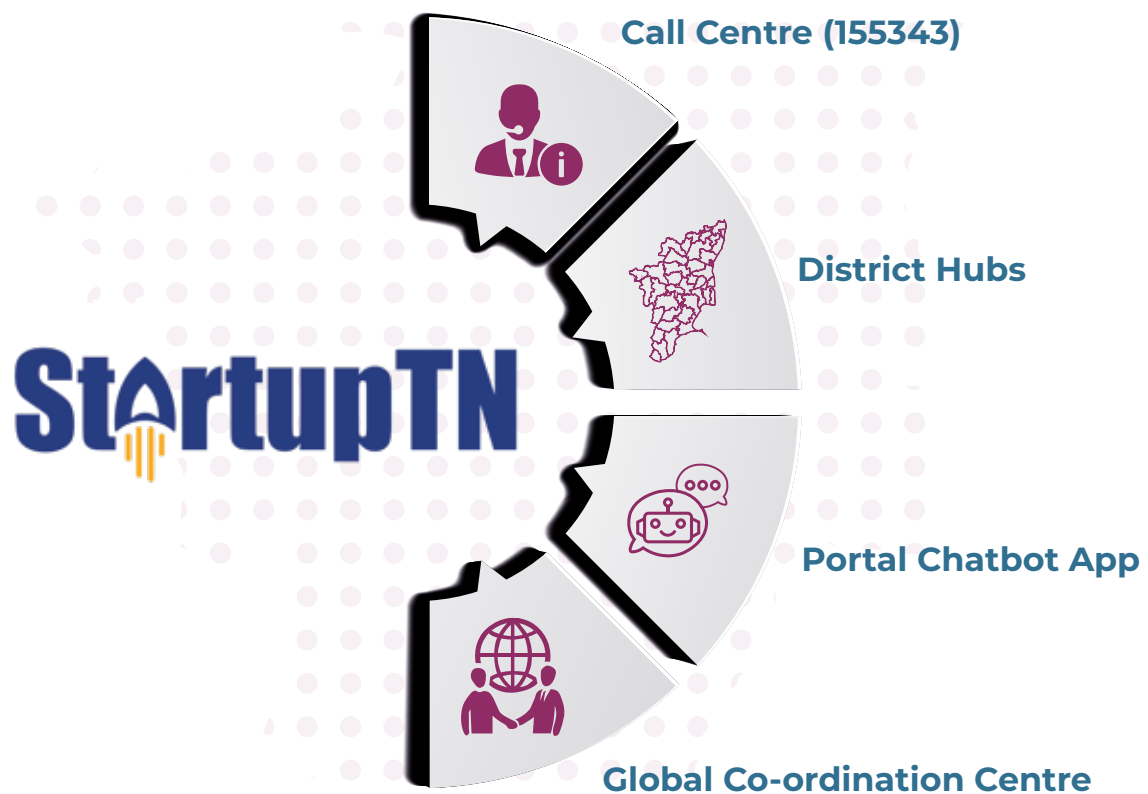 Call Centre (155343)
District Hubs
StartupTN
Portal Chatbot App
Global Co-ordination Centre